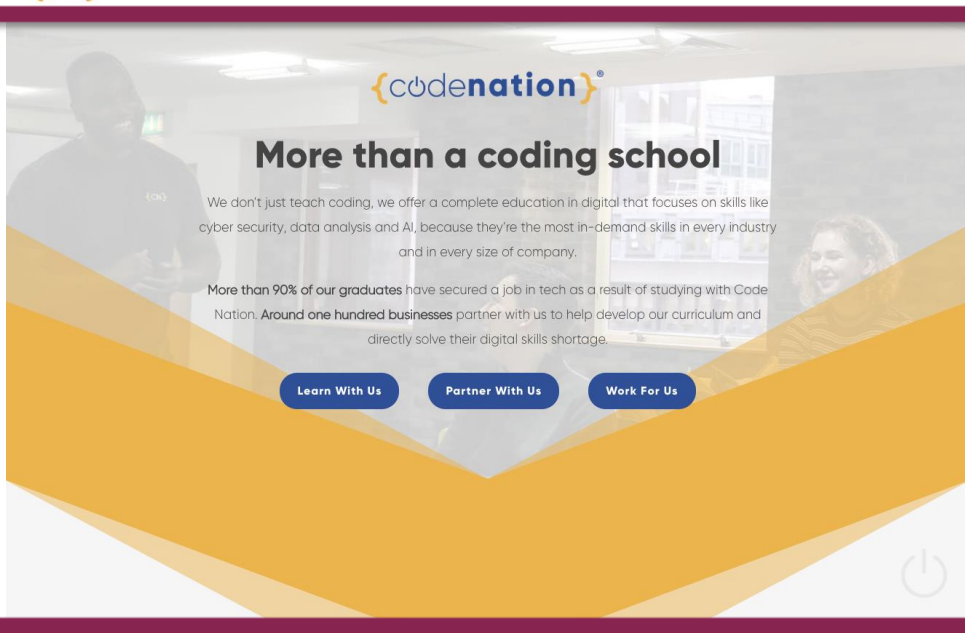 {codenation}®
More than a coding school
We don't just teach coding, we offer a complete education in digital that focuses on skills like
cyber security, data analysis and AI, because they're the most in-demand skills in every industry
and in every size of company.
More than 90% of our graduates have secured a job in tech as a result of studying with Code
Nation. Around one hundred businesses partner with us to help develop our curriculum and
directly solve their digital skills shortage.
Learn With Us
Partner With Us
Work For Us
{CN}